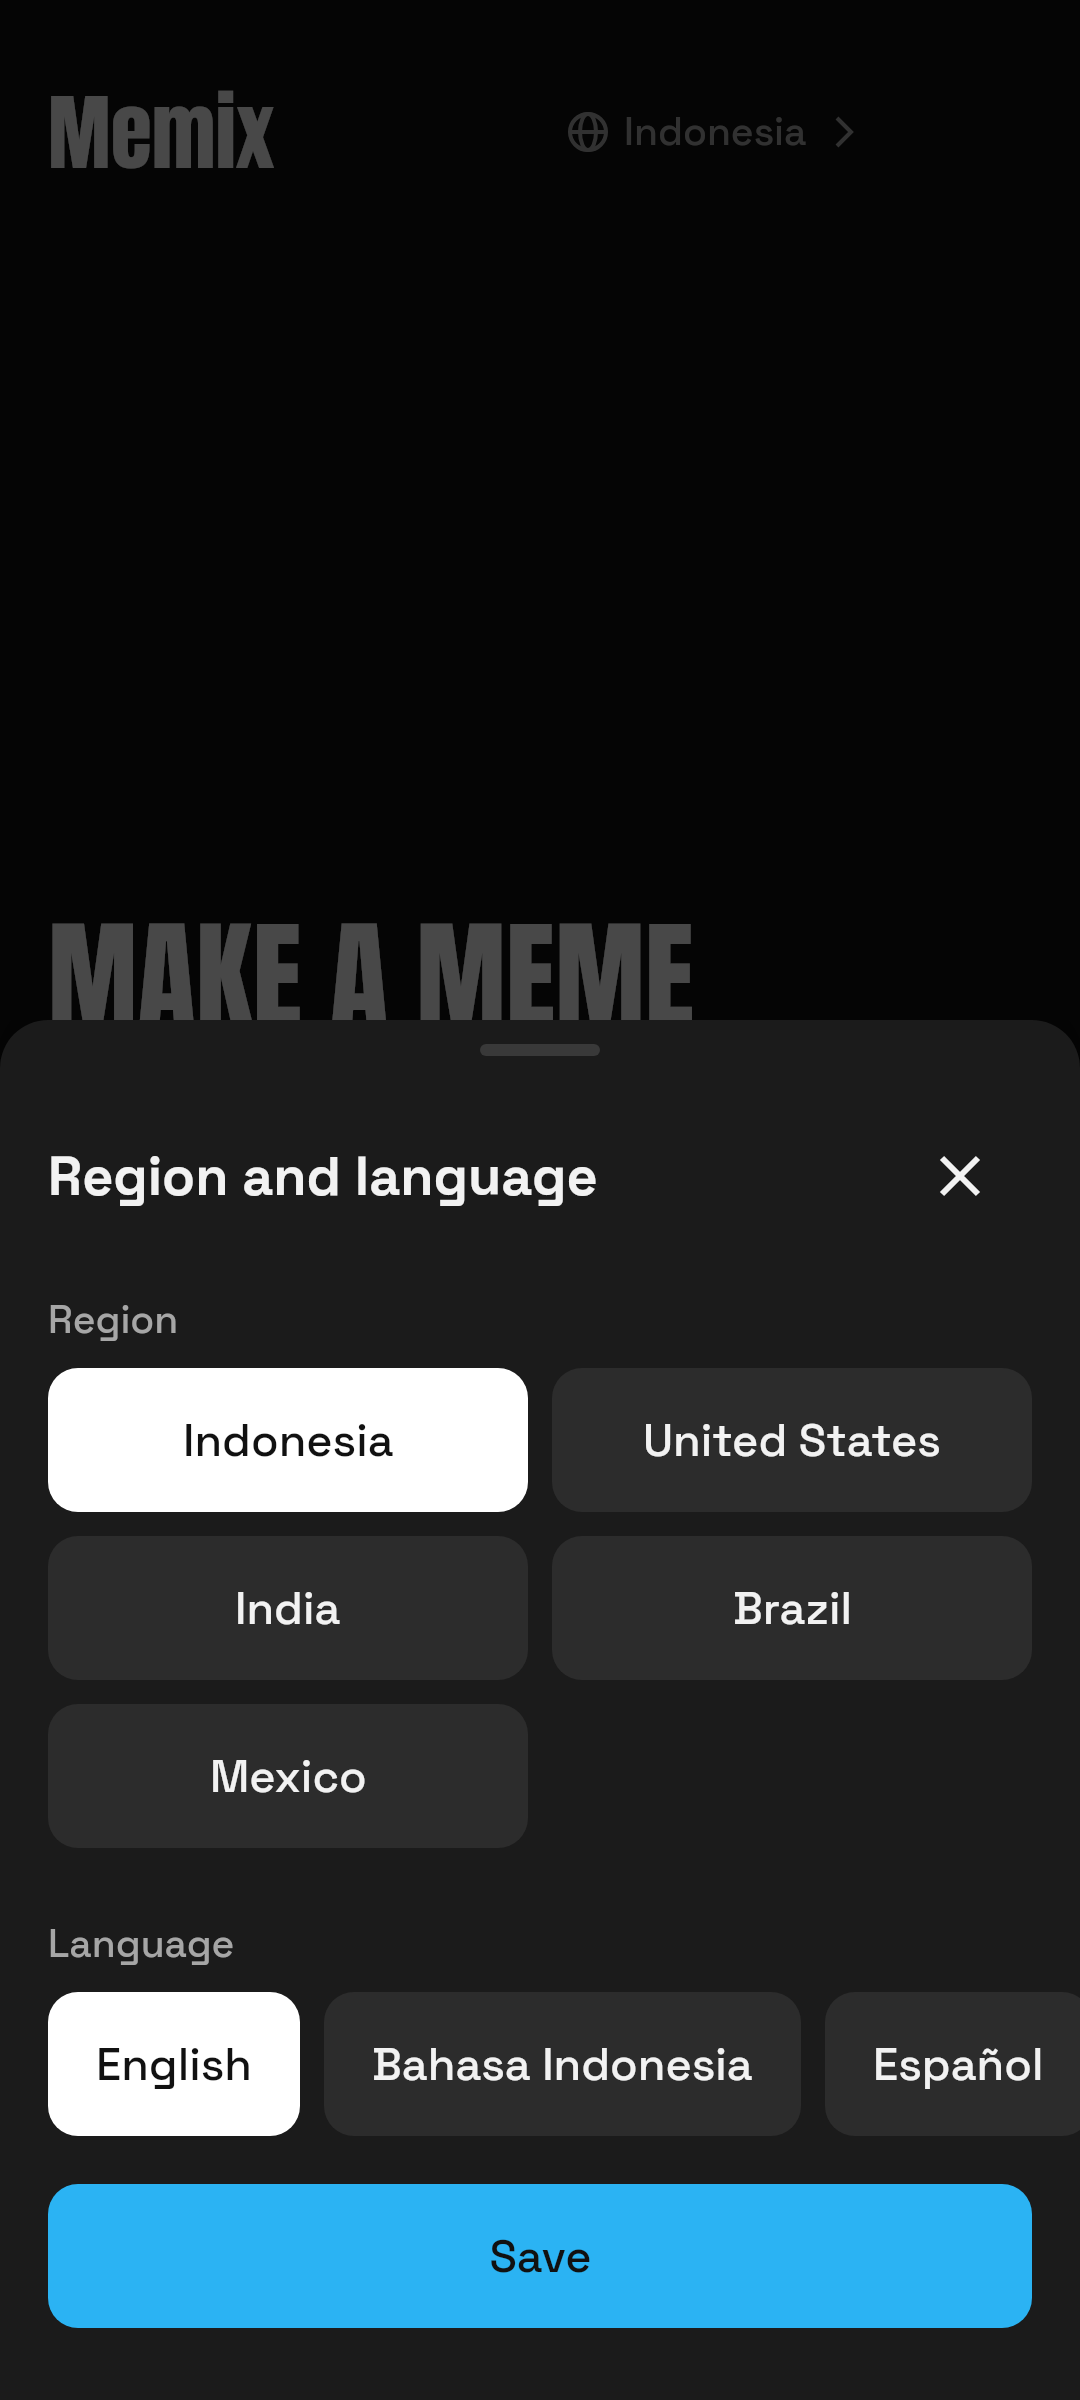 Memix
Indonesia
MAKE A MEME
Region and language
Region
Indonesia
United States
India
Brazil
Mexico
Language
English
Bahasa Indonesia
Español
Save